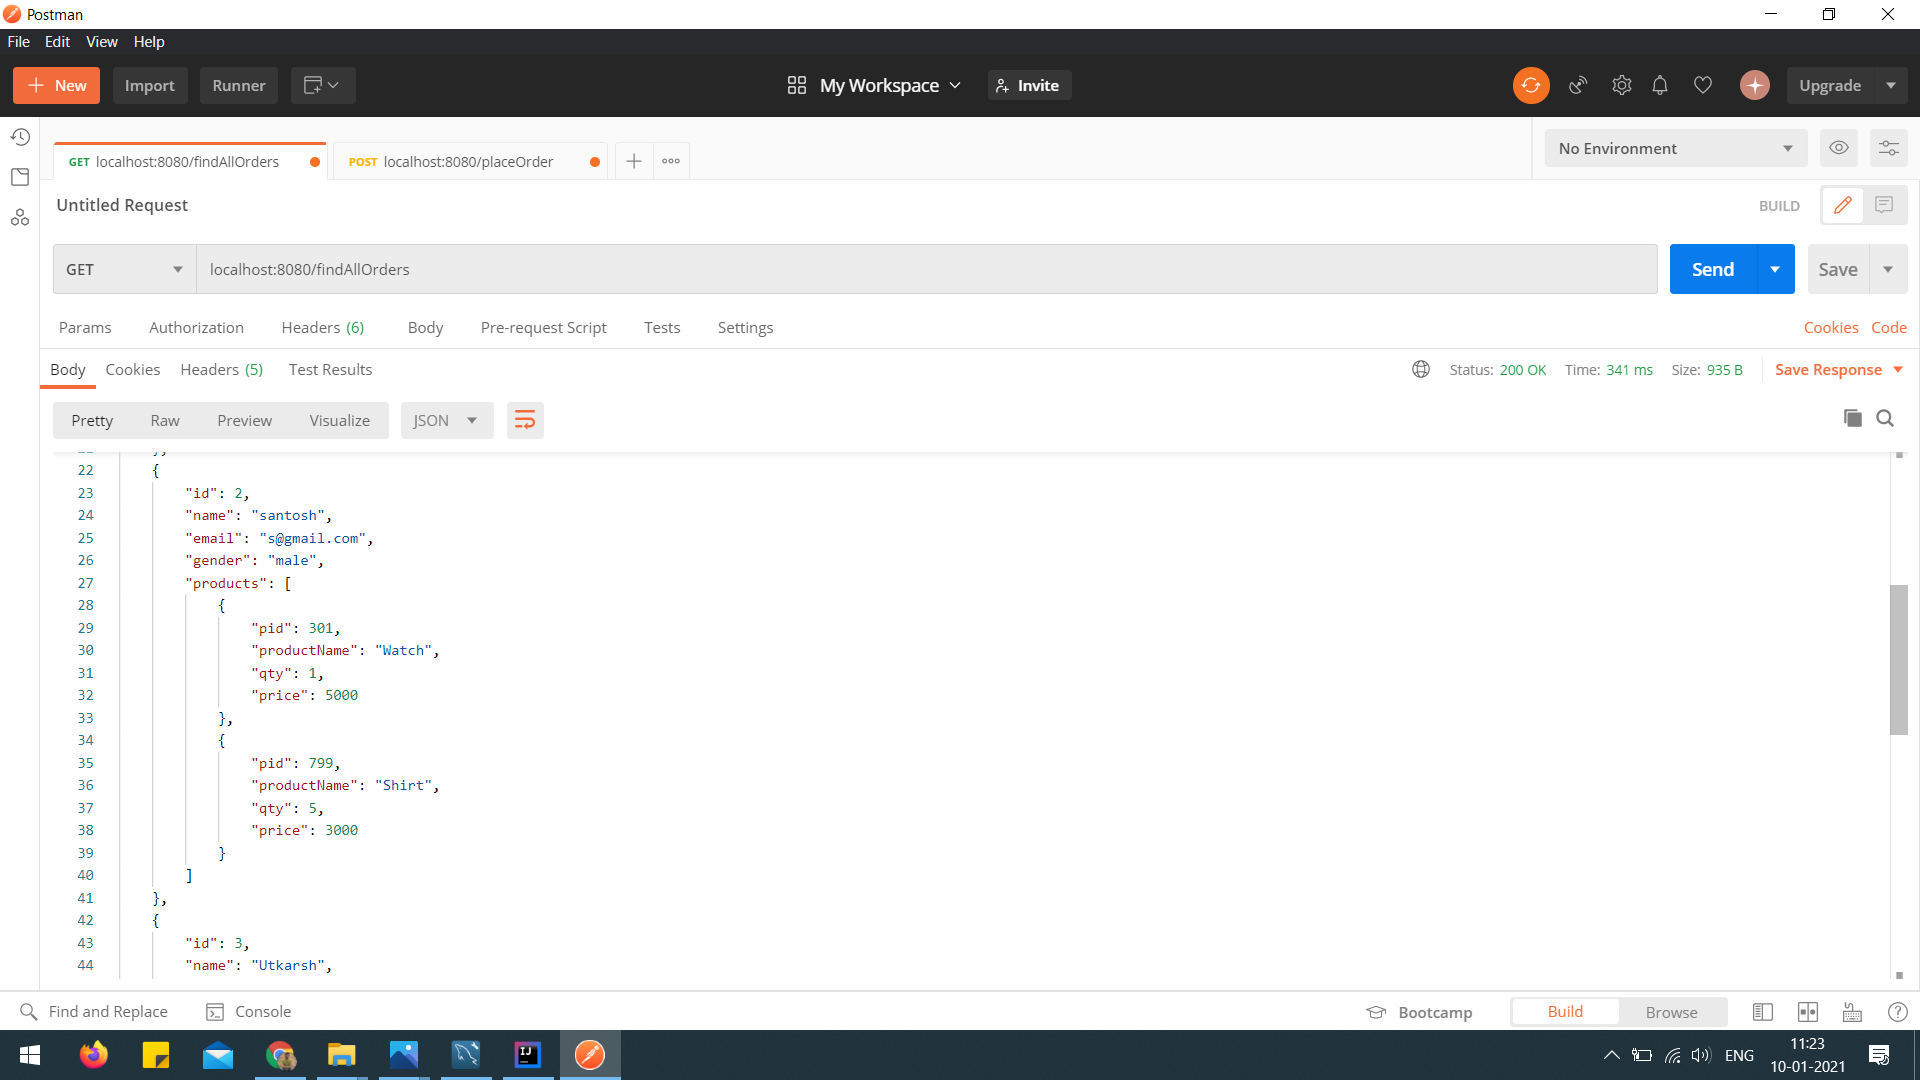 Postman
File Edit View Help
+ New Import Runner My Workspace Invite Upgrade
GET localhost:8080/findAllOrders POST localhost:8080/placeOrder No Environment
Untitled Request BUILD
GET localhost:8080/findAllOrders Send Save
Params Authorization Headers (6) Body Pre-request Script Tests Settings Cookies Code
Body Cookies Headers (5) Test Results Status: 200 OK Time: 341 ms Size: 935 B Save Response
Pretty Raw Preview Visualize JSON
22 {
23 "id": 2,
24 "name": "santosh",
25 "email": "s@gmail.com",
26 "gender": "male",
27 "products": [
28 {
29 "pid": 301,
30 "productName": "Watch",
31 "qty": 1,
32 "price": 5000
33 },
34 {
35 "pid": 799,
36 "productName": "Shirt",
37 "qty": 5,
38 "price": 3000
39 }
40 ]
41 },
42 {
43 "id": 3,
44 "name": "Utkarsh",
Find and Replace Console Bootcamp Build Browse
IJ ENG 11:23
10-01-2021